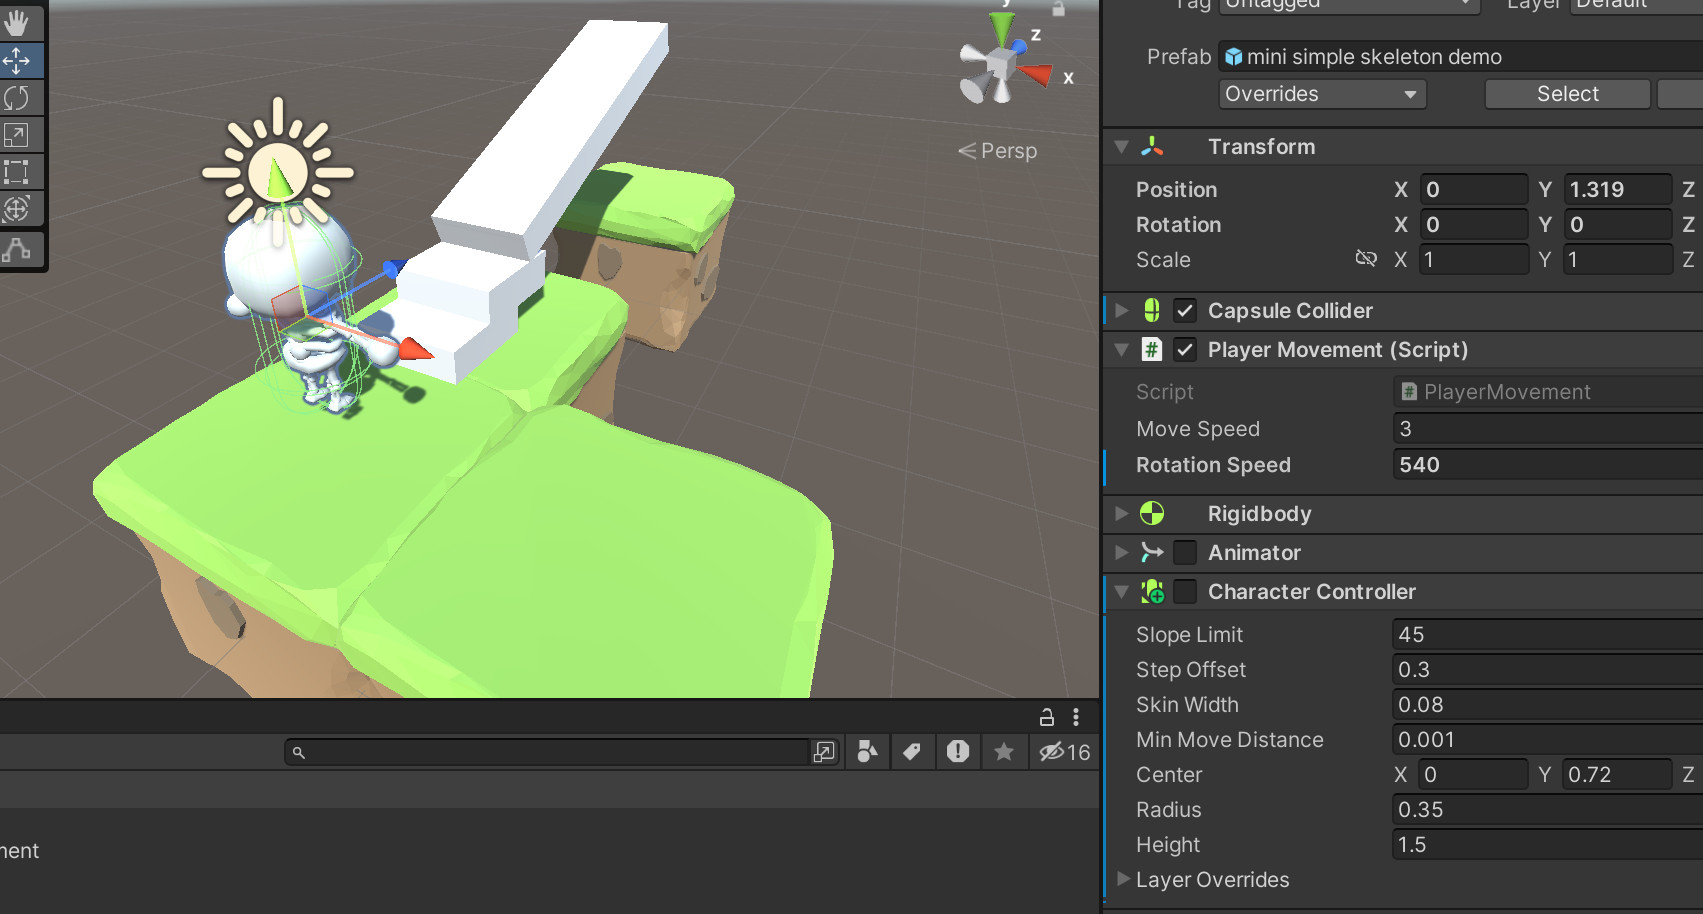 Tag Untagged Layer Default
Prefab mini simple skeleton demo
Overrides Select
Transform
Position X 0 Y 1.319 Z
Rotation X 0 Y 0 Z
Scale X 1 Y 1 Z
Capsule Collider
# Player Movement (Script)
Script # PlayerMovement
Move Speed 3
Rotation Speed 540
Rigidbody
Animator
Character Controller
Slope Limit 45
Step Offset 0.3
Skin Width 0.08
Min Move Distance 0.001
Center X 0 Y 0.72 Z
Radius 0.35
Height 1.5
Layer Overrides
y
z
x
Persp
16
nent